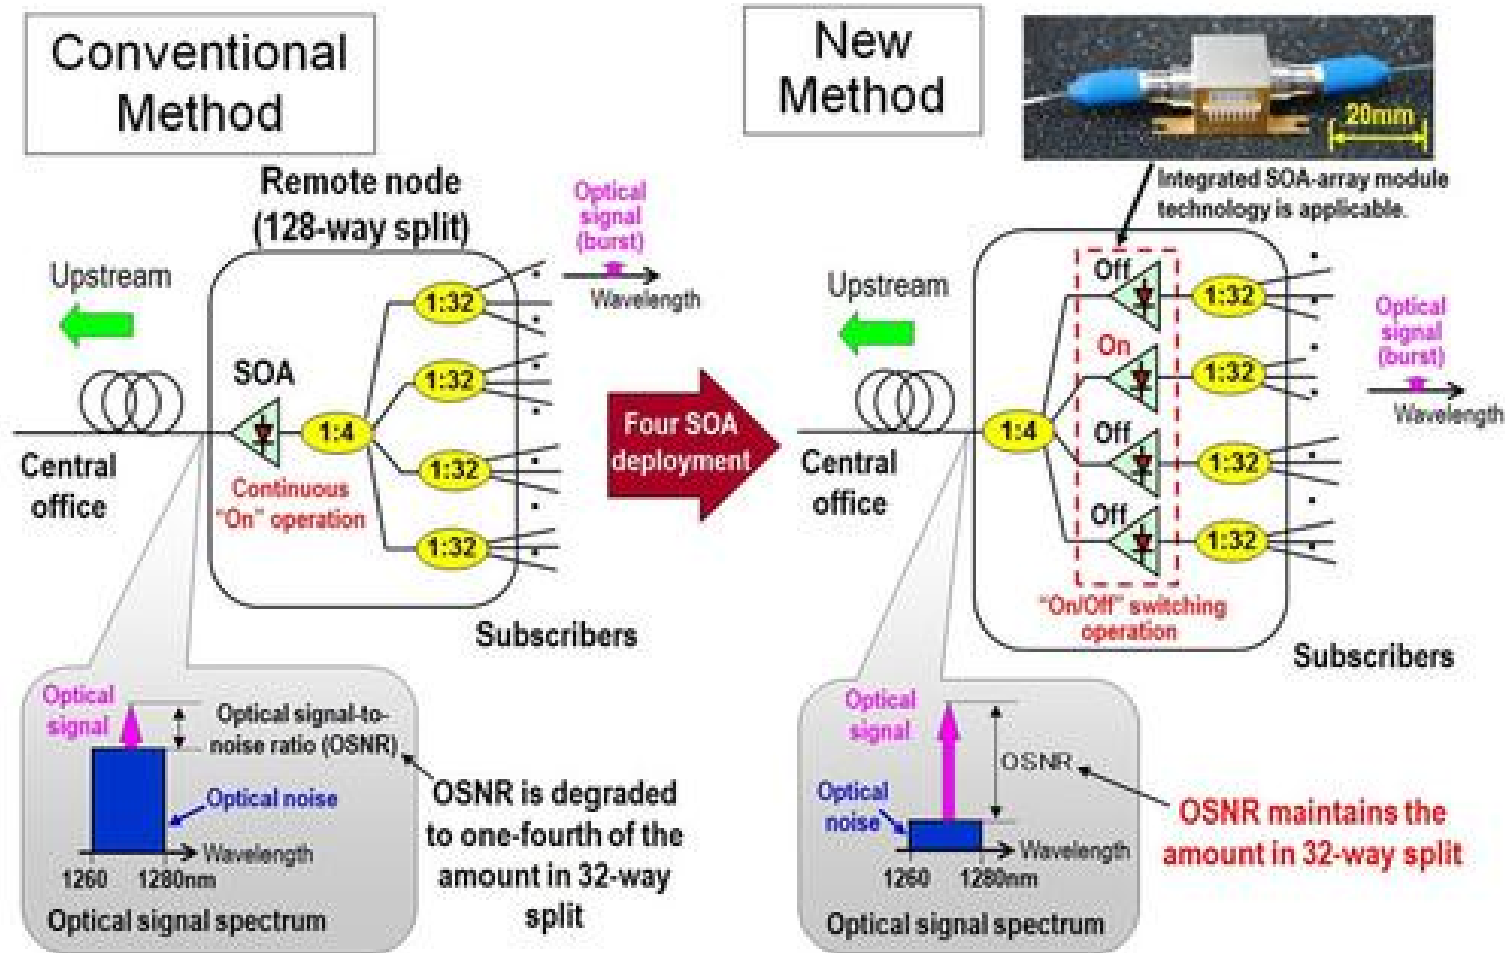 Conventional
Method
Remote node
(128-way split)
Optical
signal
(burst)
Wavelength
Upstream
SOA
1:32
1:32
1:32
1:32
1:4
Central
office
Continuous
“On” operation
Subscribers
Optical
signal
Optical signal-to-
noise ratio (OSNR)
Optical noise
Wavelength
1260
1280nm
Optical signal spectrum
OSNR is degraded
to one-fourth of the
amount in 32-way
split
Four SOA
deployment
New
Method
20mm
Integrated SOA-array module
technology is applicable.
Upstream
Off
On
Off
Off
1:32
1:32
1:32
1:32
1:4
Central
office
Optical
signal
(burst)
Wavelength
“On/Off” switching
operation
Subscribers
Optical
signal
OSNR
Optical
noise
Wavelength
1260
1280nm
Optical signal spectrum
OSNR maintains the
amount in 32-way split